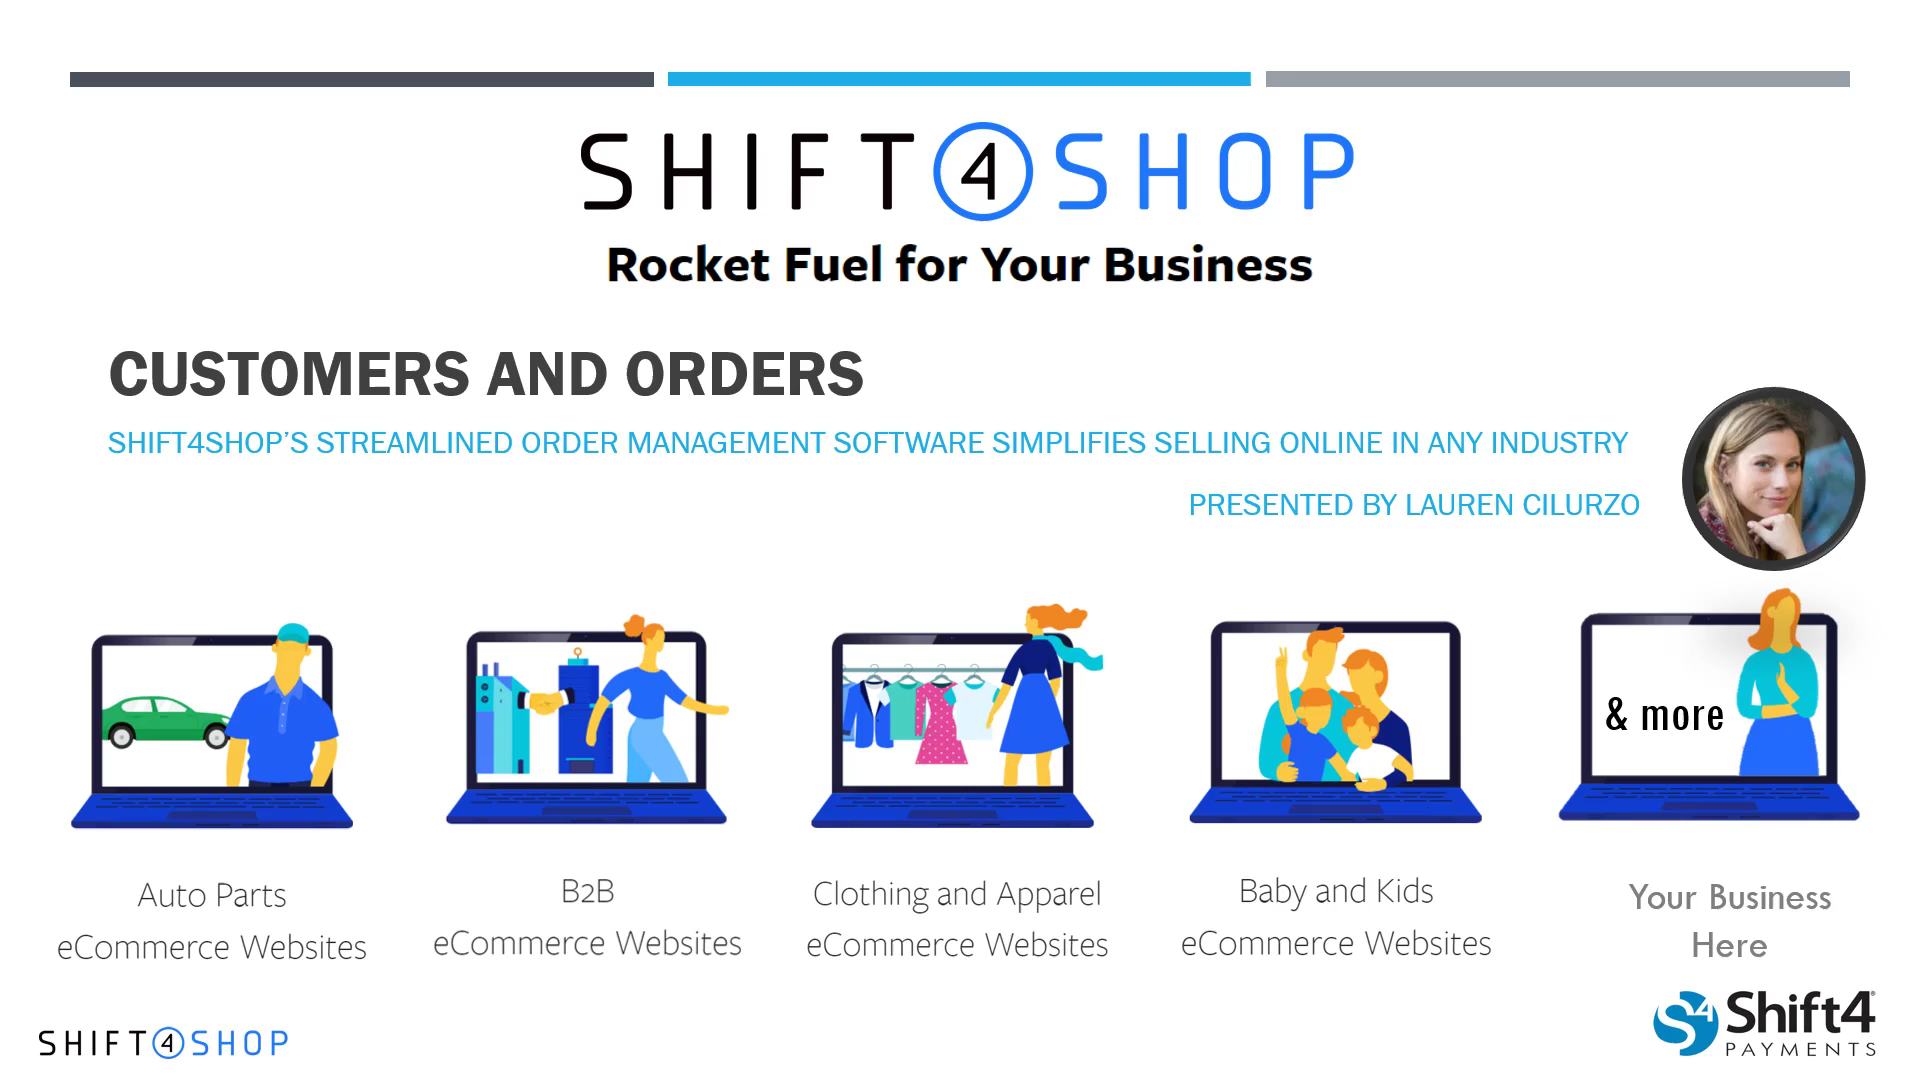 SHIFT4SHOP
Rocket Fuel for Your Business
CUSTOMERS AND ORDERS
SHIFT4SHOP’S STREAMLINED ORDER MANAGEMENT SOFTWARE SIMPLIFIES SELLING ONLINE IN ANY INDUSTRY
PRESENTED BY LAUREN CILURZO
& more
Auto Parts
eCommerce Websites
B2B
eCommerce Websites
Clothing and Apparel
eCommerce Websites
Baby and Kids
eCommerce Websites
Your Business
Here
SHIFT4SHOP
S4 Shift4®
PAYMENTS